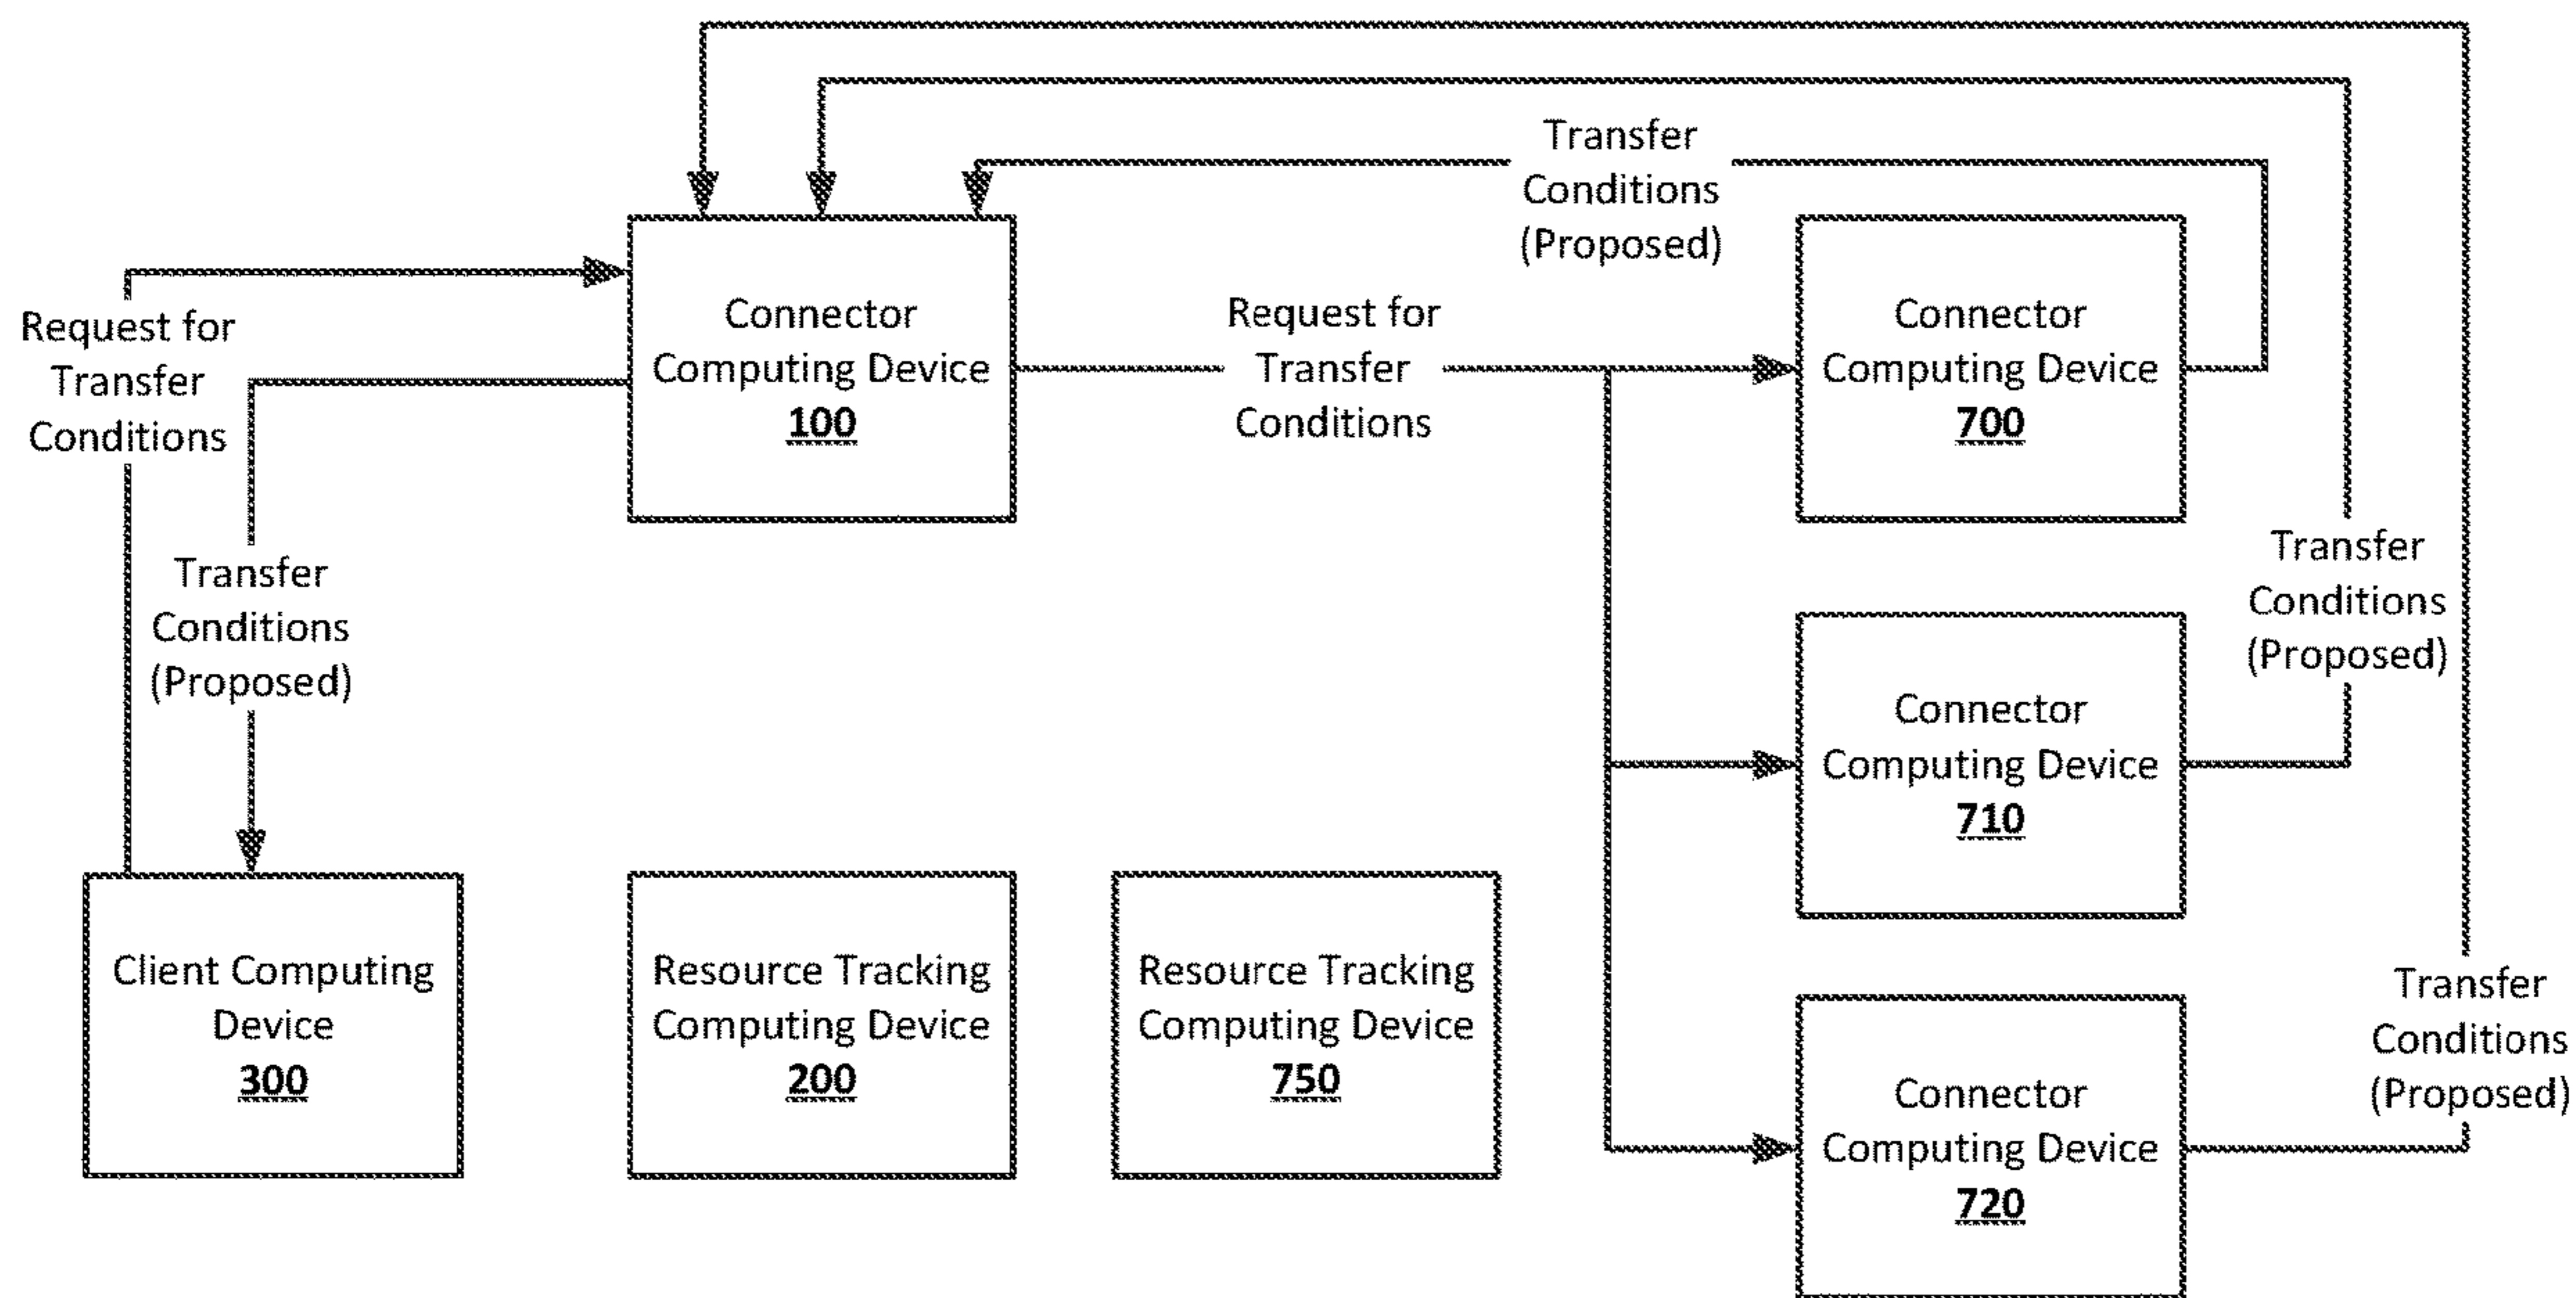 Transfer
Conditions
(Proposed)
Request for
Transfer
Conditions
Connector
Computing Device
100
Request for
Transfer
Conditions
Connector
Computing Device
700
Transfer
Conditions
(Proposed)
Transfer
Conditions
(Proposed)
Connector
Computing Device
710
Client Computing
Device
300
Resource Tracking
Computing Device
200
Resource Tracking
Computing Device
750
Connector
Computing Device
720
Transfer
Conditions
(Proposed)